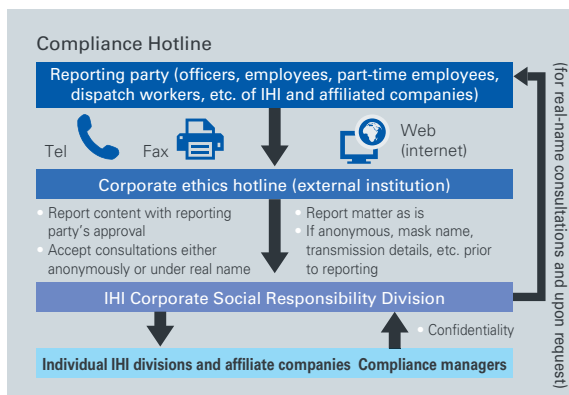 Compliance Hotline
Reporting party (officers, employees, part-time employees,
dispatch workers, etc. of IHI and affiliated companies)
Tel
Fax
Web
(internet)
Corporate ethics hotline (external institution)
• Report content with reporting
party's approval
• Accept consultations either
anonymously or under real name
• Report matter as is
• If anonymous, mask name,
transmission details, etc. prior
to reporting
IHI Corporate Social Responsibility Division
• Confidentiality
Individual IHI divisions and affiliate companies Compliance managers
(for real-name consultations and upon request)